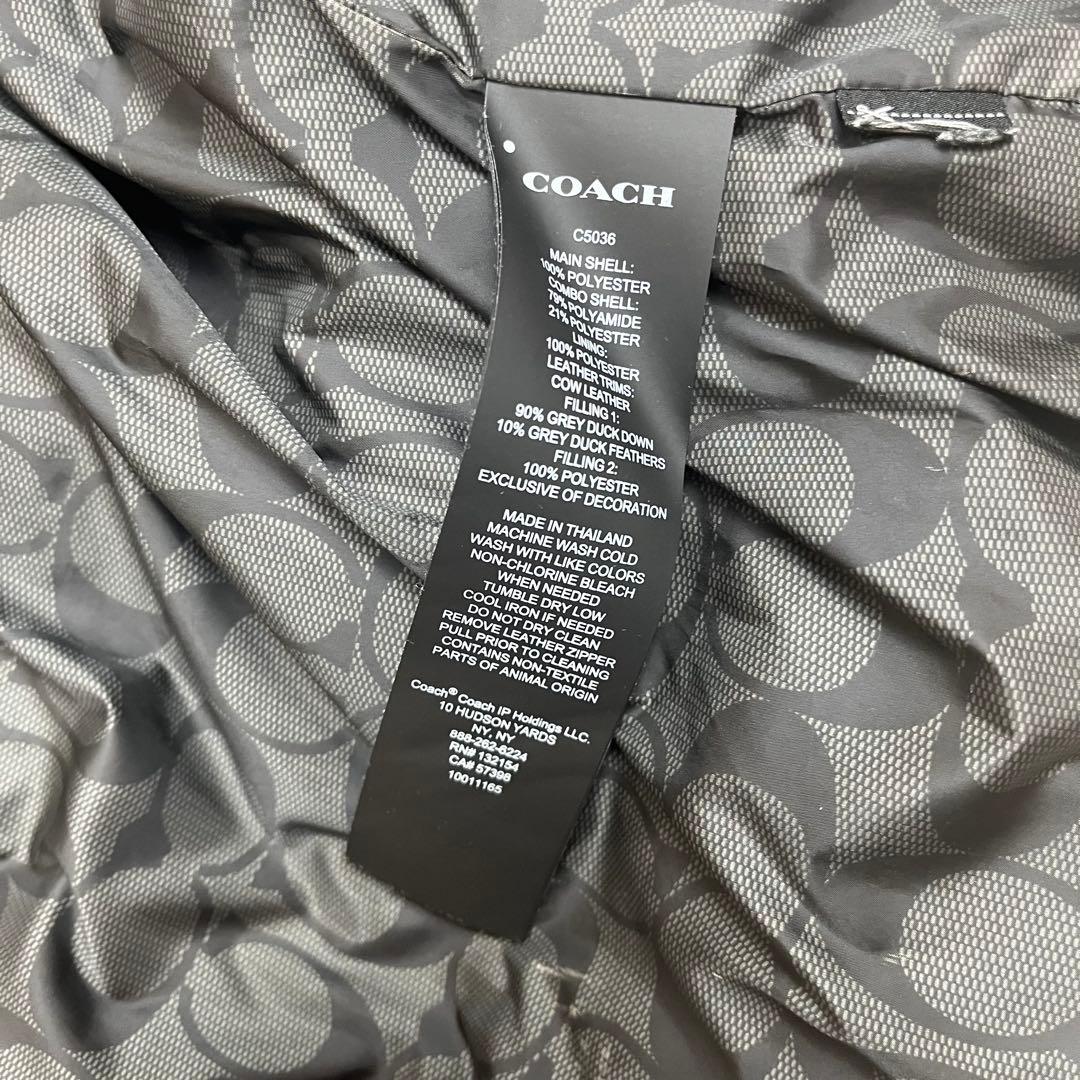 COACH
C5036
MAIN SHELL:
100% POLYESTER
COMBO SHELL:
79% POLYAMIDE
21% POLYESTER
LINING:
100% POLYESTER
LEATHER TRIMS:
COW LEATHER
FILLING 1:
90% GREY DUCK DOWN
10% GREY DUCK FEATHERS
FILLING 2:
100% POLYESTER
EXCLUSIVE OF DECORATION
MADE IN THAILAND
MACHINE WASH COLD
WASH WITH LIKE COLORS
NON-CHLORINE BLEACH
WHEN NEEDED
TUMBLE DRY LOW
COOL IRON IF NEEDED
DO NOT DRY CLEAN
REMOVE LEATHER ZIPPER
PULL PRIOR TO CLEANING
CONTAINS NON-TEXTILE
PARTS OF ANIMAL ORIGIN
Coach® Coach IP Holdings LLC.
10 HUDSON YARDS
NY, NY
888-262-6224
RN# 132154
CA# 57398
10011165